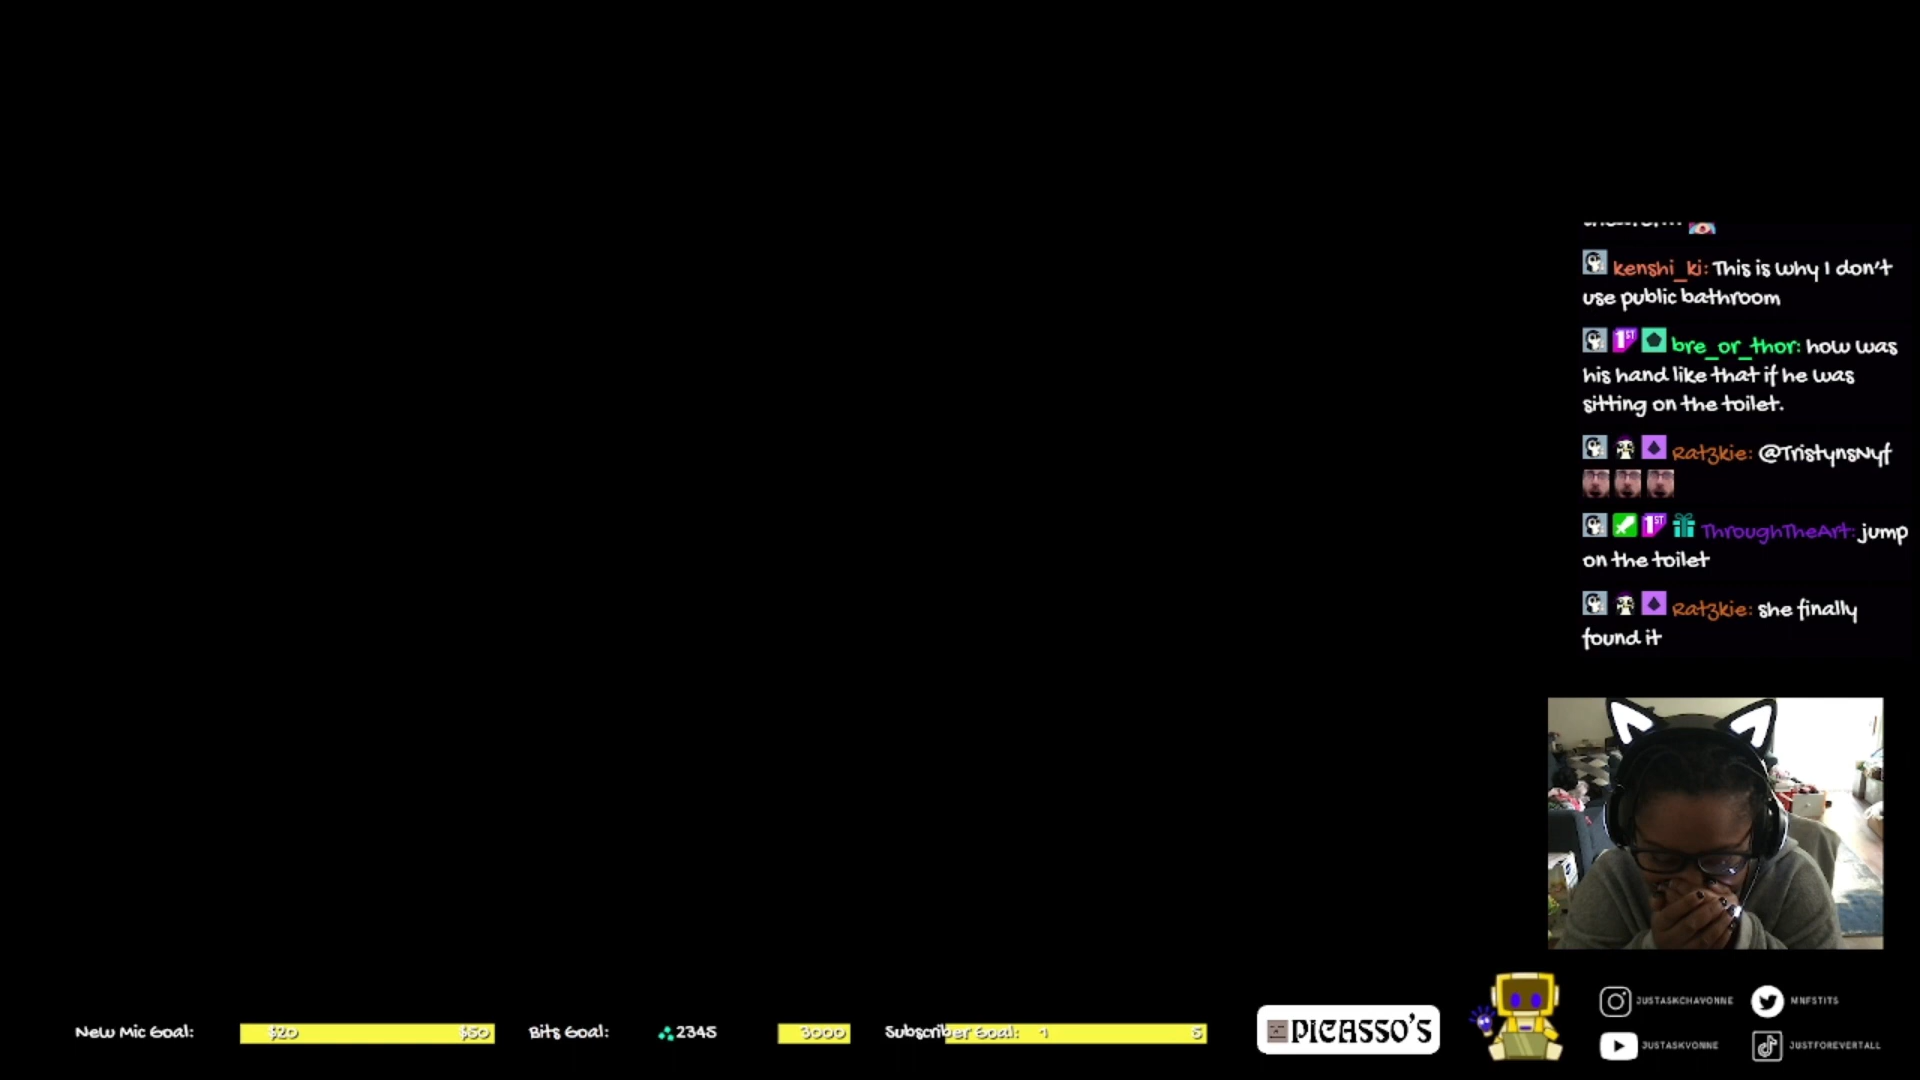 kenshi_ki: This is why I don't
use public bathroom
1ST bre_or_thor: how was
his hand like that if he was
sitting on the toilet.
Ratzkie: @TristynsNyf
1ST ThroughTheArt: jump
on the toilet
Ratzkie: she finally
found it
New Mic Goal: $20 $50 Bits Goal: 2345 3000 Subscriber Goal: 1 5
PICASSO'S
JUSTASKCHAVONNE MNFSTITS
JUSTASKVONNE JUSTFOREVERTALL